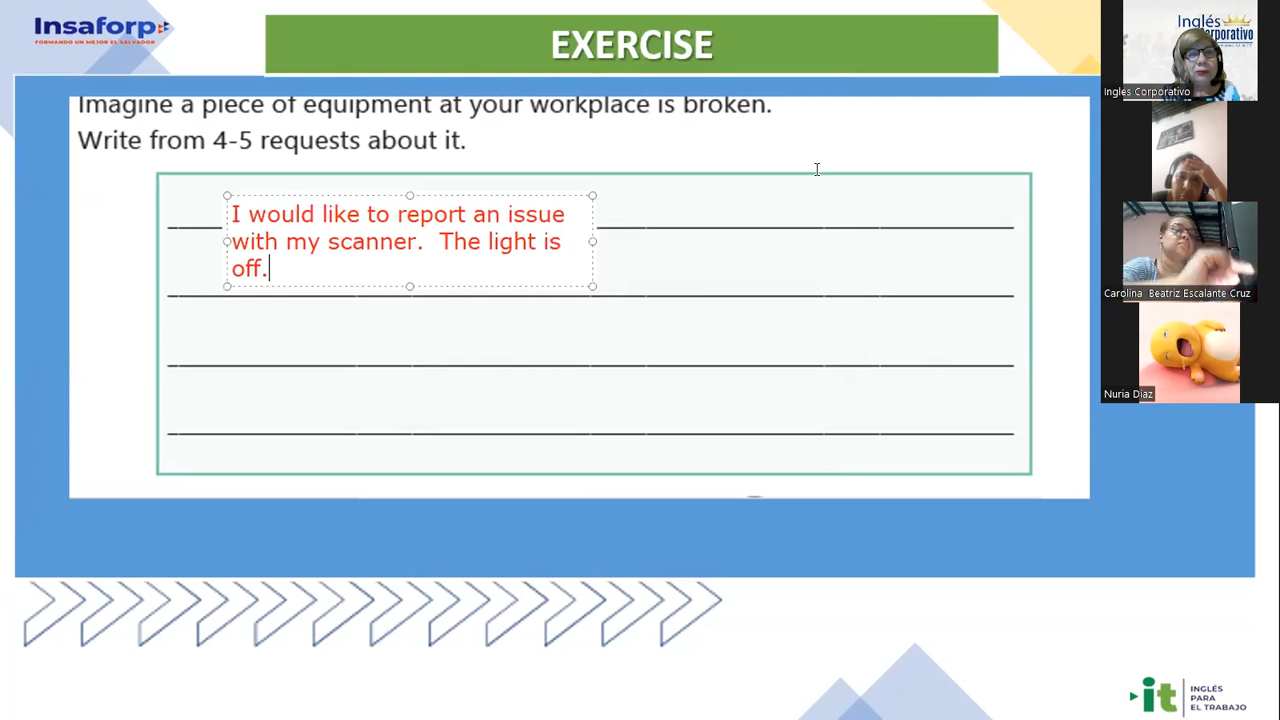 Insaforp
FORMANDO UN MEJOR EL SALVADOR
EXERCISE
Imagine a piece of equipment at your workplace is broken.
Write from 4-5 requests about it.
I would like to report an issue
with my scanner.  The light is
off.
Inglés
Corporativo
Ingles Corporativo
Carolina Beatriz Escalante Cruz
Nuria Diaz
it
INGLÉS
PARA
EL TRABAJO